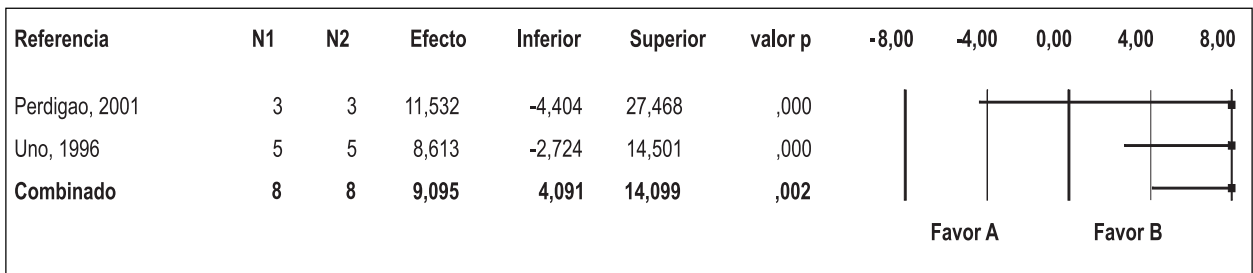 Referencia N1 N2 Efecto Inferior Superior valor p -8,00 -4,00 0,00 4,00 8,00
Perdigao, 2001 3 3 11,532 -4,404 27,468 ,000
Uno, 1996 5 5 8,613 -2,724 14,501 ,000
Combinado 8 8 9,095 4,091 14,099 ,002
Favor A Favor B